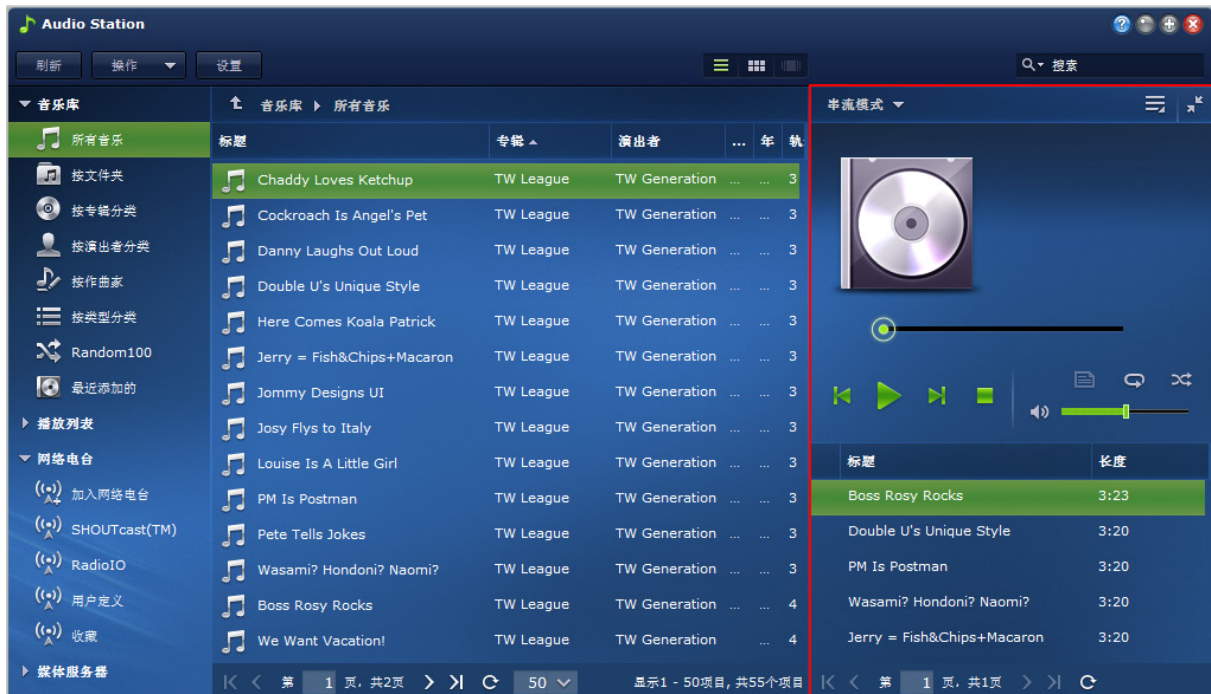 Audio Station
刷新 操作 设置 搜索
音乐库
所有音乐
按文件夹
按专辑分类
按演出者分类
按作曲家
按类型分类
Random100
最近添加的
播放列表
网络电台
加入网络电台
SHOUTcast(TM)
RadioIO
用户定义
收藏
媒体服务器
音乐库 所有音乐
标题 专辑 演出者 ... 年 轨
Chaddy Loves Ketchup TW League TW Generation ... ... 3
Cockroach Is Angel's Pet TW League TW Generation ... ... 3
Danny Laughs Out Loud TW League TW Generation ... ... 3
Double U's Unique Style TW League TW Generation ... ... 3
Here Comes Koala Patrick TW League TW Generation ... ... 3
Jerry = Fish&Chips+Macaron TW League TW Generation ... ... 3
Jommy Designs UI TW League TW Generation ... ... 3
Josy Flys to Italy TW League TW Generation ... ... 3
Louise Is A Little Girl TW League TW Generation ... ... 3
PM Is Postman TW League TW Generation ... ... 3
Pete Tells Jokes TW League TW Generation ... ... 3
Wasami? Hondoni? Naomi? TW League TW Generation ... ... 3
Boss Rosy Rocks TW League TW Generation ... ... 4
We Want Vacation! TW League TW Generation ... 4
第 1 页，共2页 50 显示1 - 50项目, 共55个项目
串流模式
标题 长度
Boss Rosy Rocks 3:23
Double U's Unique Style 3:20
PM Is Postman 3:20
Wasami? Hondoni? Naomi? 3:20
Jerry = Fish&Chips+Macaron 3:20
第 1 页，共1页